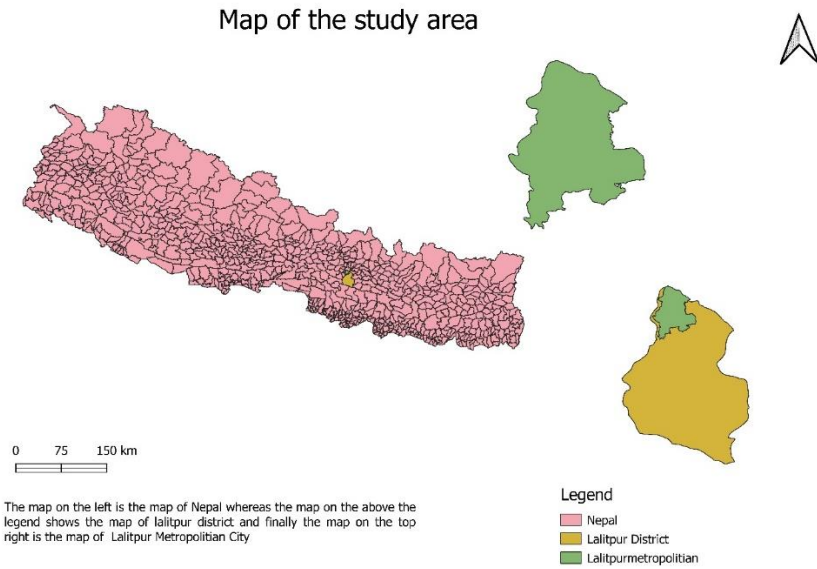 Map of the study area
0 75 150 km
The map on the left is the map of Nepal whereas the map on the above the
legend shows the map of lalitpur district and finally the map on the top
right is the map of Lalitpur Metropolitian City
Legend
Nepal
Lalitpur District
Lalitpurmetropolitian